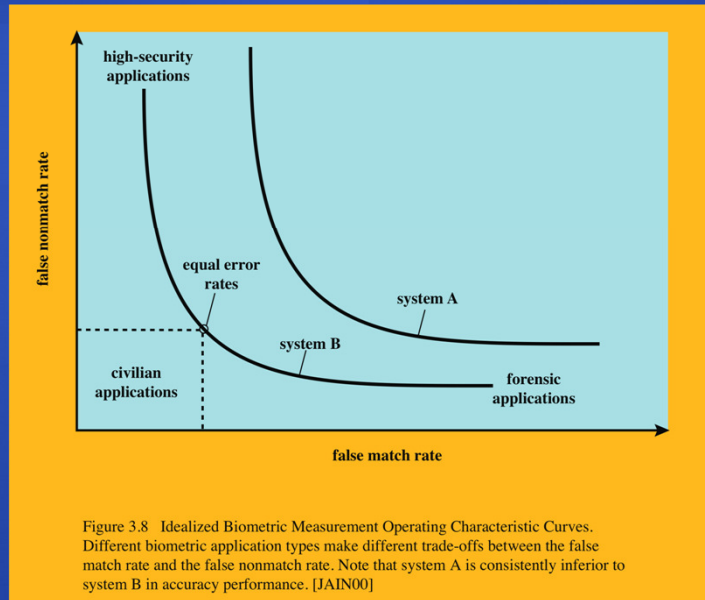 high-security
applications
false nonmatch rate
equal error
rates
system A
system B
civilian
applications
forensic
applications
false match rate
Figure 3.8 Idealized Biometric Measurement Operating Characteristic Curves.
Different biometric application types make different trade-offs between the false
match rate and the false nonmatch rate. Note that system A is consistently inferior to
system B in accuracy performance. [JAIN00]